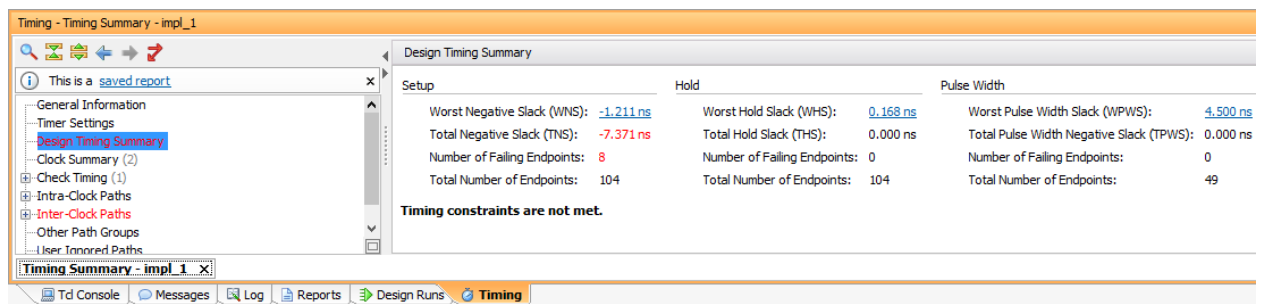 Timing - Timing Summary - impl_1
This is a saved report
General Information
Timer Settings
Design Timing Summary
Clock Summary (2)
Check Timing (1)
Intra-Clock Paths
Inter-Clock Paths
Other Path Groups
User Ignored Paths
Design Timing Summary
Setup Hold Pulse Width
Worst Negative Slack (WNS): -1.211 ns Worst Hold Slack (WHS): 0.168 ns Worst Pulse Width Slack (WPWS): 4.500 ns
Total Negative Slack (TNS): -7.371 ns Total Hold Slack (THS): 0.000 ns Total Pulse Width Negative Slack (TPWS): 0.000 ns
Number of Failing Endpoints: 8 Number of Failing Endpoints: 0 Number of Failing Endpoints: 0
Total Number of Endpoints: 104 Total Number of Endpoints: 104 Total Number of Endpoints: 49
Timing constraints are not met.
Timing Summary - impl_1 X
Tcl Console Messages Log Reports Design Runs Timing